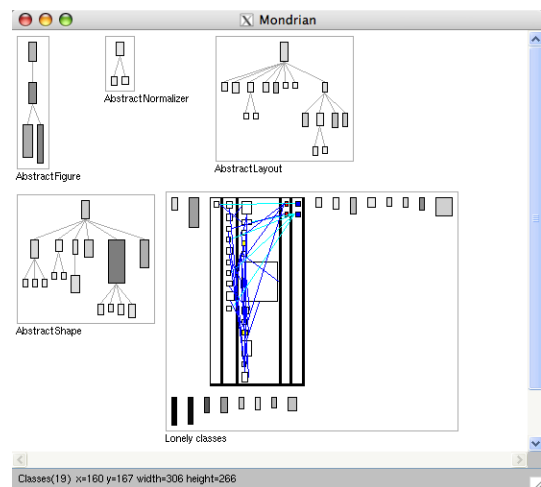 Mondrian
AbstractNormalizer
AbstractLayout
AbstractFigure
AbstractShape
Lonely classes
Classes(19) x=160 y=167 width=306 height=266